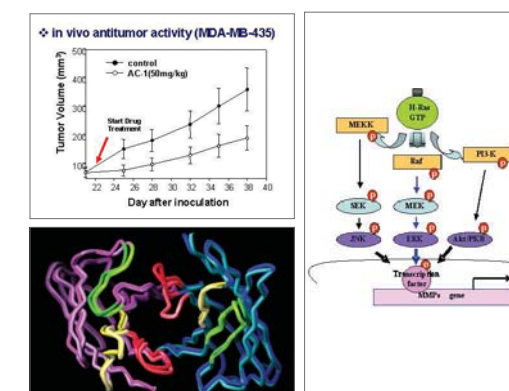 ❖ in vivo antitumor activity (MDA-MB-435)
Tumor Volume (mm³)
500
400
300
200
100
control
AC-1(50mg/kg)
Start Drug
Treatment
22 24 26 28 30 32 34 36 38 40
Day after inoculation
H-Ras
GTP
MEKK
P
Raf
P
PI3-K
P
SEK
P
MEK
P
JNK
P
ERK
P
Akt/PKB
P
P
Transcription
factor
MMPs gene